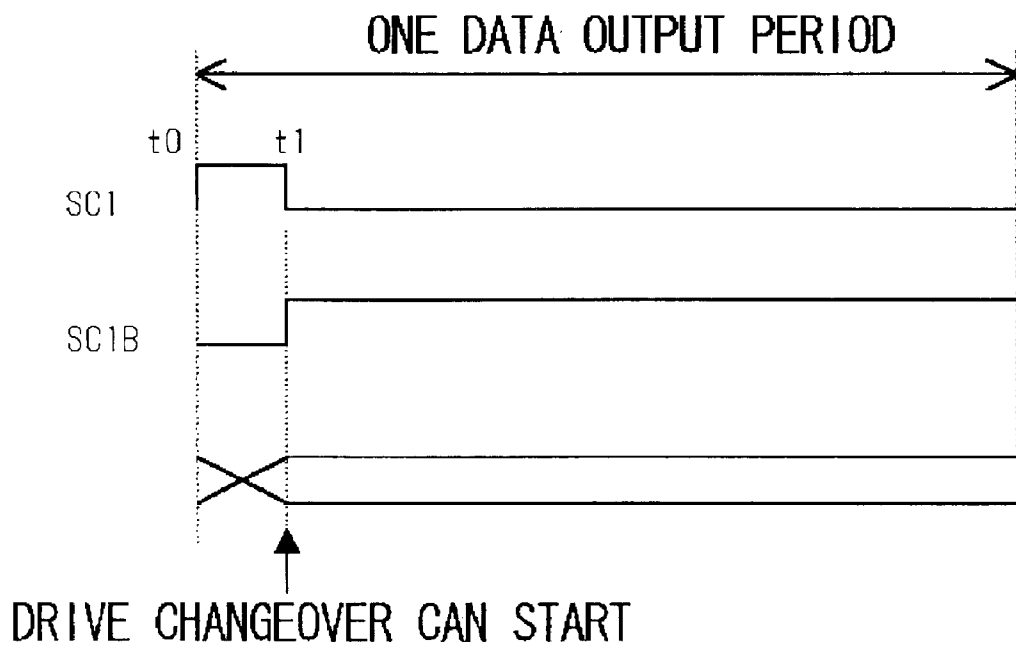 ONE DATA OUTPUT PERIOD
t0 t1
SC1
SC1B
DRIVE CHANGEOVER CAN START